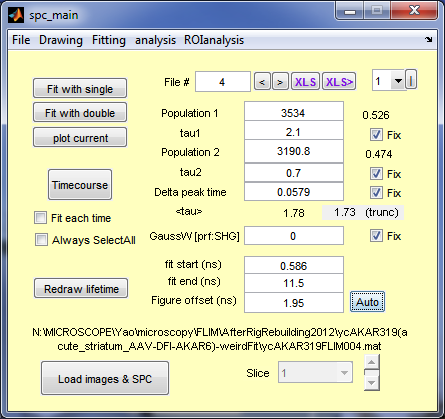 spc_main
File Drawing Fitting analysis ROIanalysis
File # 4 < > XLS XLS> 1 I
Fit with single
Fit with double
plot current
Population 1 3534 0.526
tau1 2.1 Fix
Population 2 3190.8 0.474
tau2 0.7 Fix
Timecourse
Delta peak time 0.0579 Fix
<tau> 1.78 1.73 (trunc)
Fit each time
Always SelectAll
GaussW [prf:SHG] 0 Fix
fit start (ns) 0.586
fit end (ns) 11.5
Redraw lifetime
Figure offset (ns) 1.95 Auto
N:\MICROSCOPE\Yao\microscopy\FLIM\AfterRigRebuilding2012\ycAKAR319(a
cute_striatum_AAV-DFI-AKAR6)-weirdFit\ycAKAR319FLIM004.mat
Load images & SPC
Slice 1